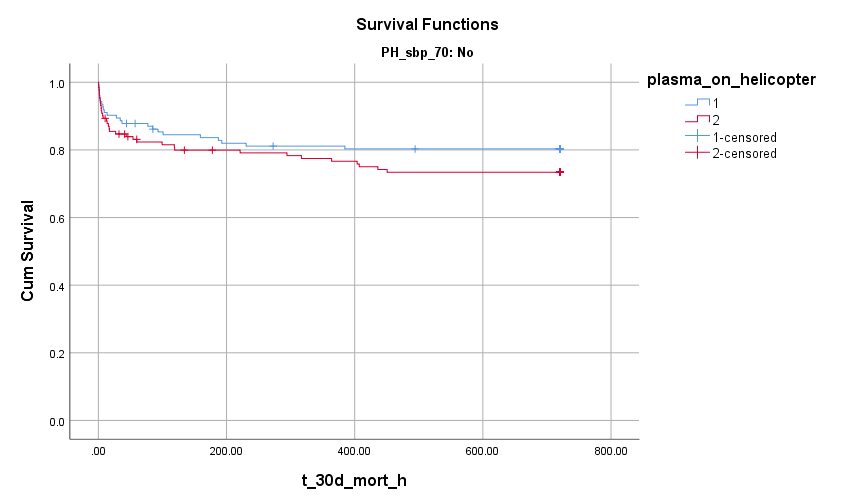 Survival Functions
PH_sbp_70: No
plasma_on_helicopter
1
2
1-censored
2-censored
Cum Survival
1.0
0.8
0.6
0.4
0.2
0.0
.00 200.00 400.00 600.00 800.00
t_30d_mort_h